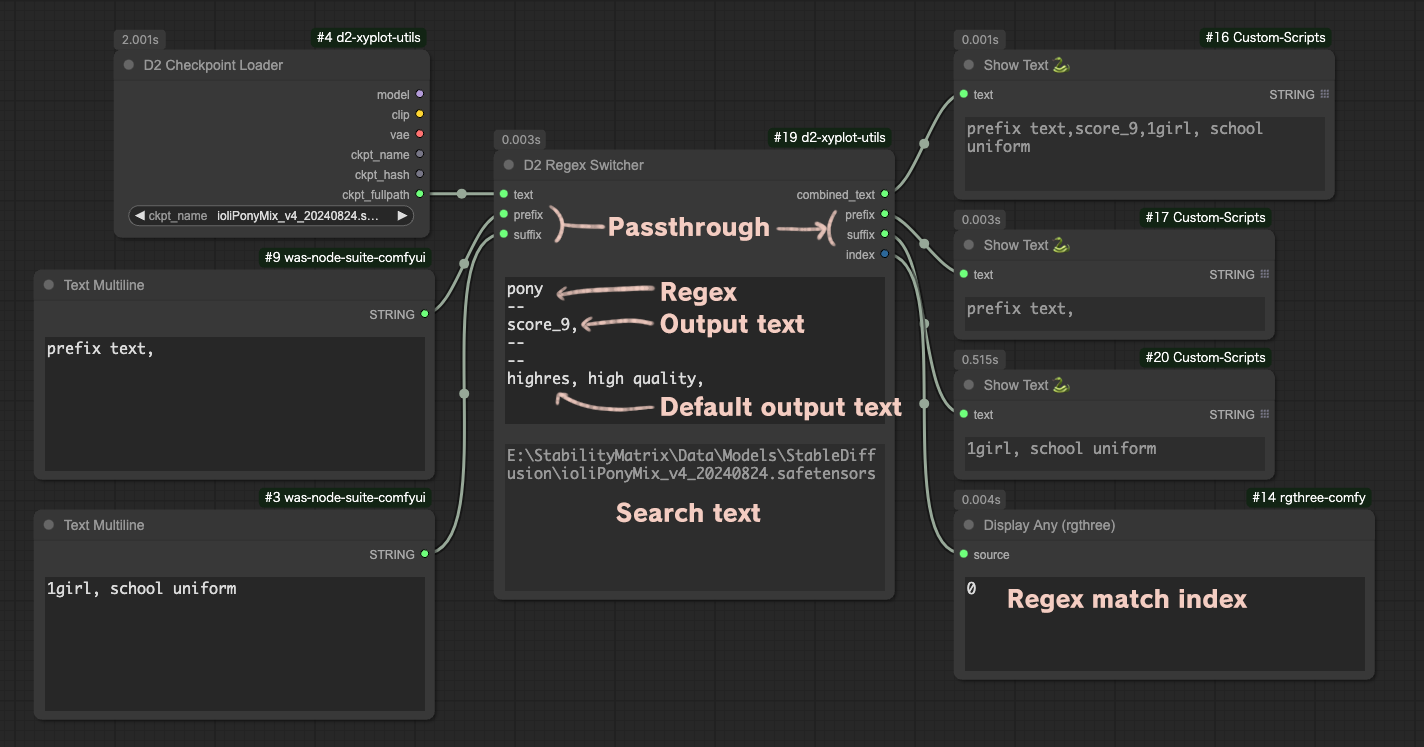 2.001s
#4 d2-xyplot-utils
D2 Checkpoint Loader
model
clip
vae
ckpt_name
ckpt_hash
ckpt_fullpath
ckpt_name ioliPonyMix_v4_20240824.s...
#9 was-node-suite-comfyui
Text Multiline
STRING
prefix text,
#3 was-node-suite-comfyui
Text Multiline
STRING
1girl, school uniform
0.003s
#19 d2-xyplot-utils
D2 Regex Switcher
text
prefix
suffix
Passthrough
combined_text
prefix
suffix
index
pony
Regex
--
score_9,
Output text
--
--
highres, high quality,
Default output text
E:\StabilityMatrix\Data\Models\StableDiff
usion\ioliPonyMix_v4_20240824.safetensors
Search text
0.001s
#16 Custom-Scripts
Show Text 🐍
text
STRING
prefix text,score_9,1girl, school
uniform
0.003s
#17 Custom-Scripts
Show Text 🐍
text
STRING
prefix text,
0.515s
#20 Custom-Scripts
Show Text 🐍
text
STRING
1girl, school uniform
0.004s
#14 rgthree-comfy
Display Any (rgthree)
source
0
Regex match index